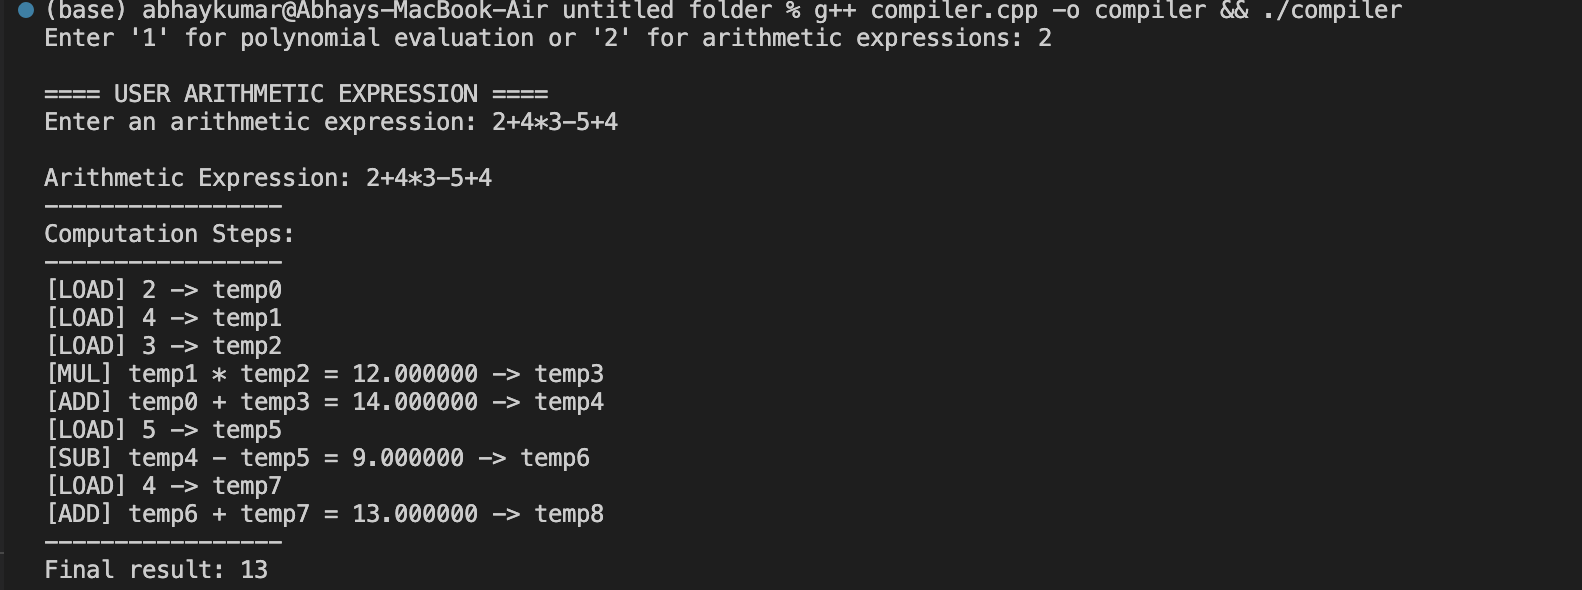 (base) abhaykumar@Abhays-MacBook-Air untitled folder % g++ compiler.cpp -o compiler && ./compiler
Enter '1' for polynomial evaluation or '2' for arithmetic expressions: 2
==== USER ARITHMETIC EXPRESSION ====
Enter an arithmetic expression: 2+4*3-5+4
Arithmetic Expression: 2+4*3-5+4
-----------------
Computation Steps:
-----------------
[LOAD] 2 -> temp0
[LOAD] 4 -> temp1
[LOAD] 3 -> temp2
[MUL] temp1 * temp2 = 12.000000 -> temp3
[ADD] temp0 + temp3 = 14.000000 -> temp4
[LOAD] 5 -> temp5
[SUB] temp4 - temp5 = 9.000000 -> temp6
[LOAD] 4 -> temp7
[ADD] temp6 + temp7 = 13.000000 -> temp8
-----------------
Final result: 13